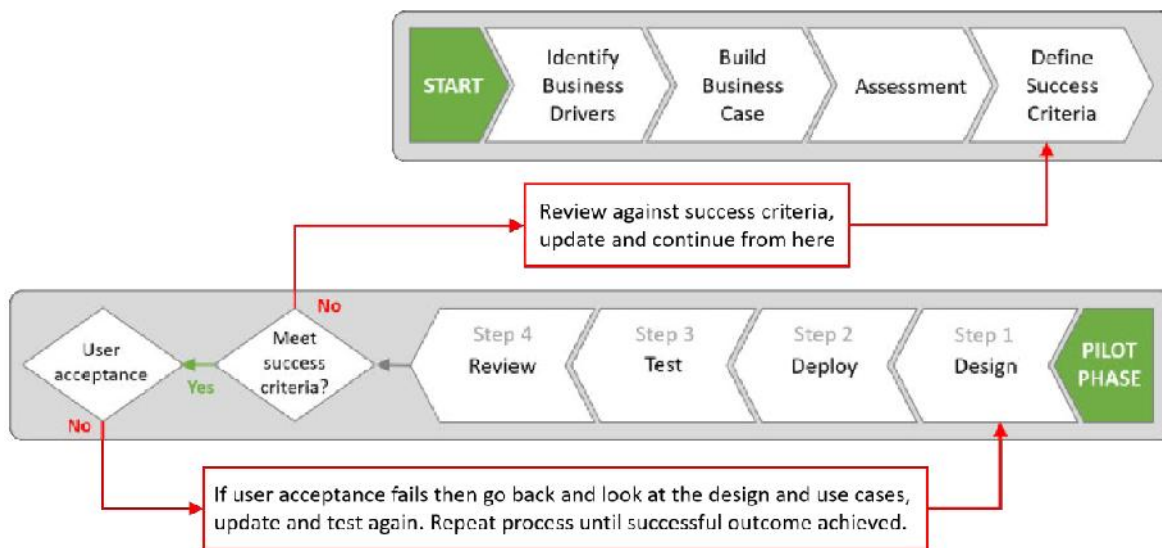 START
Identify
Business
Drivers
Build
Business
Case
Assessment
Define
Success
Criteria
Review against success criteria,
update and continue from here
No
User
acceptance
Yes
Meet
success
criteria?
Step 4
Review
Step 3
Test
Step 2
Deploy
Step 1
Design
PILOT
PHASE
No
If user acceptance fails then go back and look at the design and use cases,
update and test again. Repeat process until successful outcome achieved.